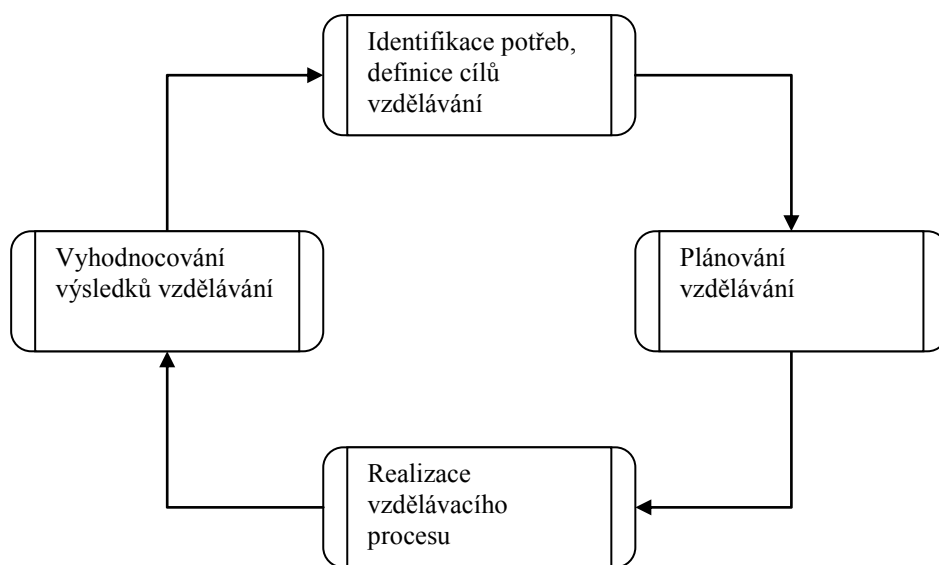 Identifikace potřeb,
definice cílů
vzdělávání
Vyhodnocování
výsledků vzdělávání
Plánování
vzdělávání
Realizace
vzdělávacího
procesu